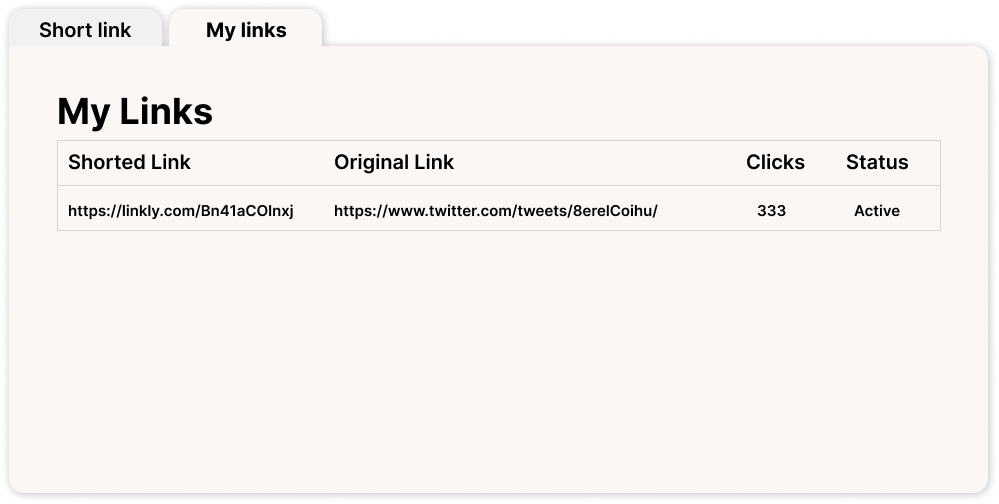 Short link
My links
My Links
Shorted Link Original Link Clicks Status
https://linkly.com/Bn41aCOlnxj https://www.twitter.com/tweets/8erelCoihu/ 333 Active